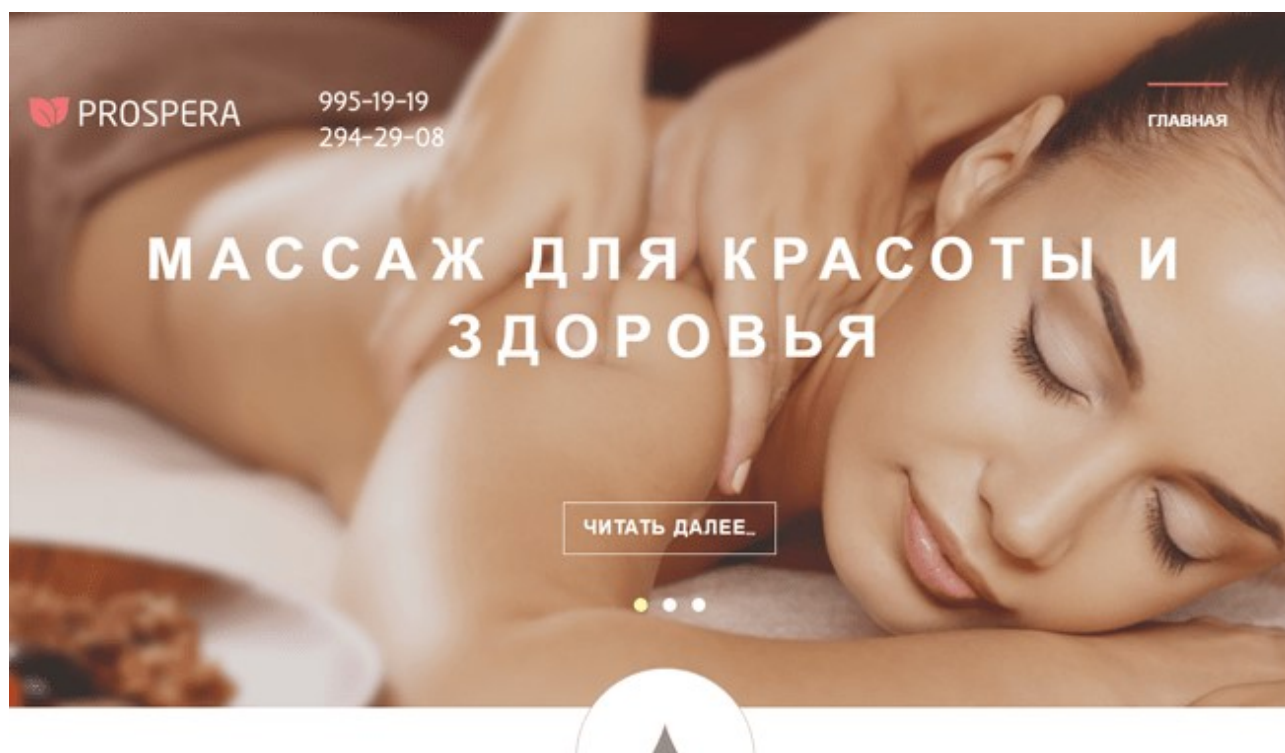 PROSPERA
995-19-19
294-29-08
ГЛАВНАЯ
МАССАЖ ДЛЯ КРАСОТЫ И
ЗДОРОВЬЯ
ЧИТАТЬ ДАЛЕЕ...